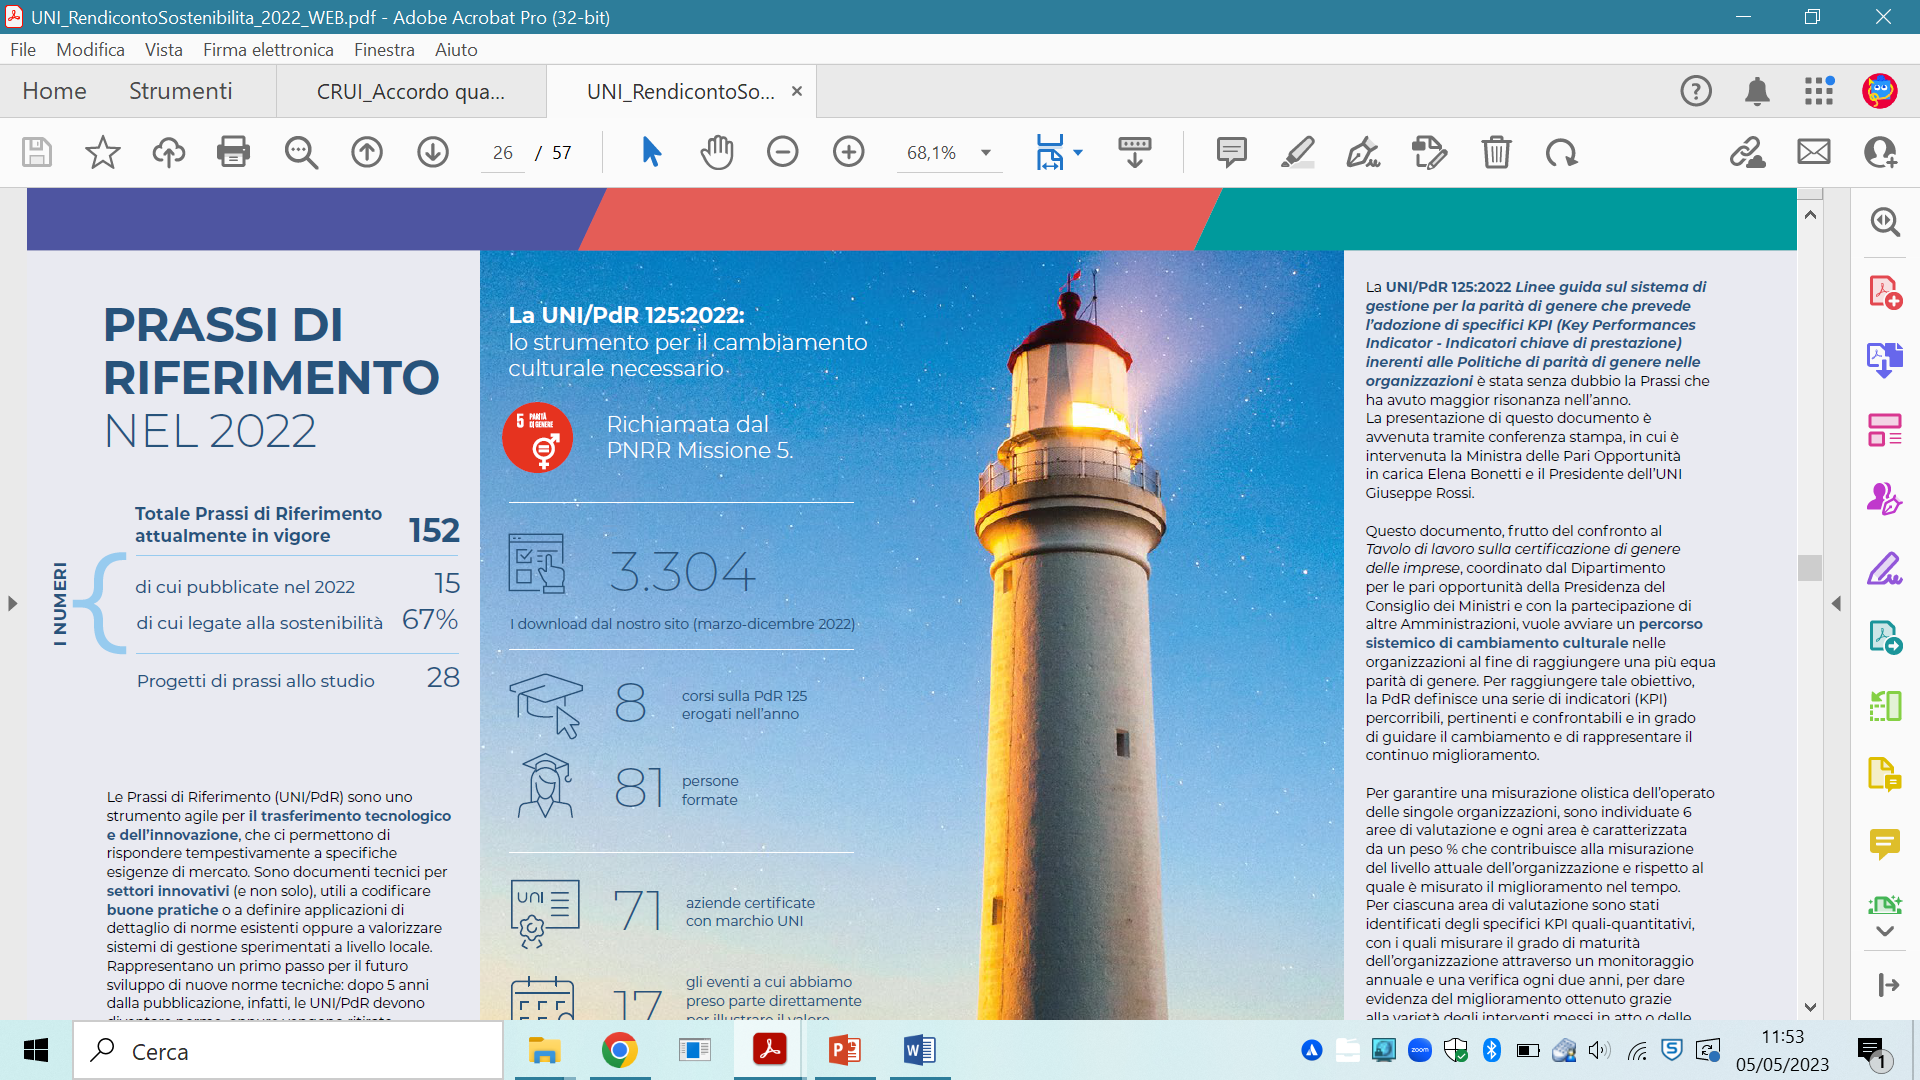 UNI_RendicontoSostenibilita_2022_WEB.pdf - Adobe Acrobat Pro (32-bit)
File Modifica Vista Firma elettronica Finestra Aiuto
Home Strumenti CRUI_Accordo qua... UNI_RendicontoSo... ×
26 / 57 68,1%
PRASSI DI
RIFERIMENTO
NEL 2022
I NUMERI
Totale Prassi di Riferimento
attualmente in vigore 152
di cui pubblicate nel 2022 15
di cui legate alla sostenibilità 67%
Progetti di prassi allo studio 28
Le Prassi di Riferimento (UNI/PdR) sono uno
strumento agile per il trasferimento tecnologico
e dell'innovazione, che ci permettono di
rispondere tempestivamente a specifiche
esigenze di mercato. Sono documenti tecnici per
settori innovativi (e non solo), utili a codificare
buone pratiche o a definire applicazioni di
dettaglio di norme esistenti oppure a valorizzare
sistemi di gestione sperimentati a livello locale.
Rappresentano un primo passo per il futuro
sviluppo di nuove norme tecniche: dopo 5 anni
dalla pubblicazione, infatti, le UNI/PdR devono
diventare norme, oppure vengono ritirate
La UNI/PdR 125:2022:
lo strumento per il cambiamento
culturale necessario
5 PARITÀ
DI GENERE
Richiamata dal
PNRR Missione 5.
3.304
I download dal nostro sito (marzo-dicembre 2022)
8 corsi sulla PdR 125
erogati nell'anno
81 persone
formate
uni
71 aziende certificate
con marchio UNI
17 gli eventi a cui abbiamo
preso parte direttamente
per illustrare il valore
La UNI/PdR 125:2022 Linee guida sul sistema di
gestione per la parità di genere che prevede
l'adozione di specifici KPI (Key Performances
Indicator - Indicatori chiave di prestazione)
inerenti alle Politiche di parità di genere nelle
organizzazioni è stata senza dubbio la Prassi che
ha avuto maggior risonanza nell'anno.
La presentazione di questo documento è
avvenuta tramite conferenza stampa, in cui è
intervenuta la Ministra delle Pari Opportunità
in carica Elena Bonetti e il Presidente dell'UNI
Giuseppe Rossi.
Questo documento, frutto del confronto al
Tavolo di lavoro sulla certificazione di genere
delle imprese, coordinato dal Dipartimento
per le pari opportunità della Presidenza del
Consiglio dei Ministri e con la partecipazione di
altre Amministrazioni, vuole avviare un percorso
sistemico di cambiamento culturale nelle
organizzazioni al fine di raggiungere una più equa
parità di genere. Per raggiungere tale obiettivo,
la PdR definisce una serie di indicatori (KPI)
percorribili, pertinenti e confrontabili e in grado
di guidare il cambiamento e di rappresentare il
continuo miglioramento.
Per garantire una misurazione olistica dell'operato
delle singole organizzazioni, sono individuate 6
aree di valutazione e ogni area è caratterizzata
da un peso % che contribuisce alla misurazione
del livello attuale dell'organizzazione e rispetto al
quale è misurato il miglioramento nel tempo.
Per ciascuna area di valutazione sono stati
identificati degli specifici KPI quali-quantitativi,
con i quali misurare il grado di maturità
dell'organizzazione attraverso un monitoraggio
annuale e una verifica ogni due anni, per dare
evidenza del miglioramento ottenuto grazie
alla varietà degli interventi messi in atto o delle
Cerca
zoom
11:53
05/05/2023
1